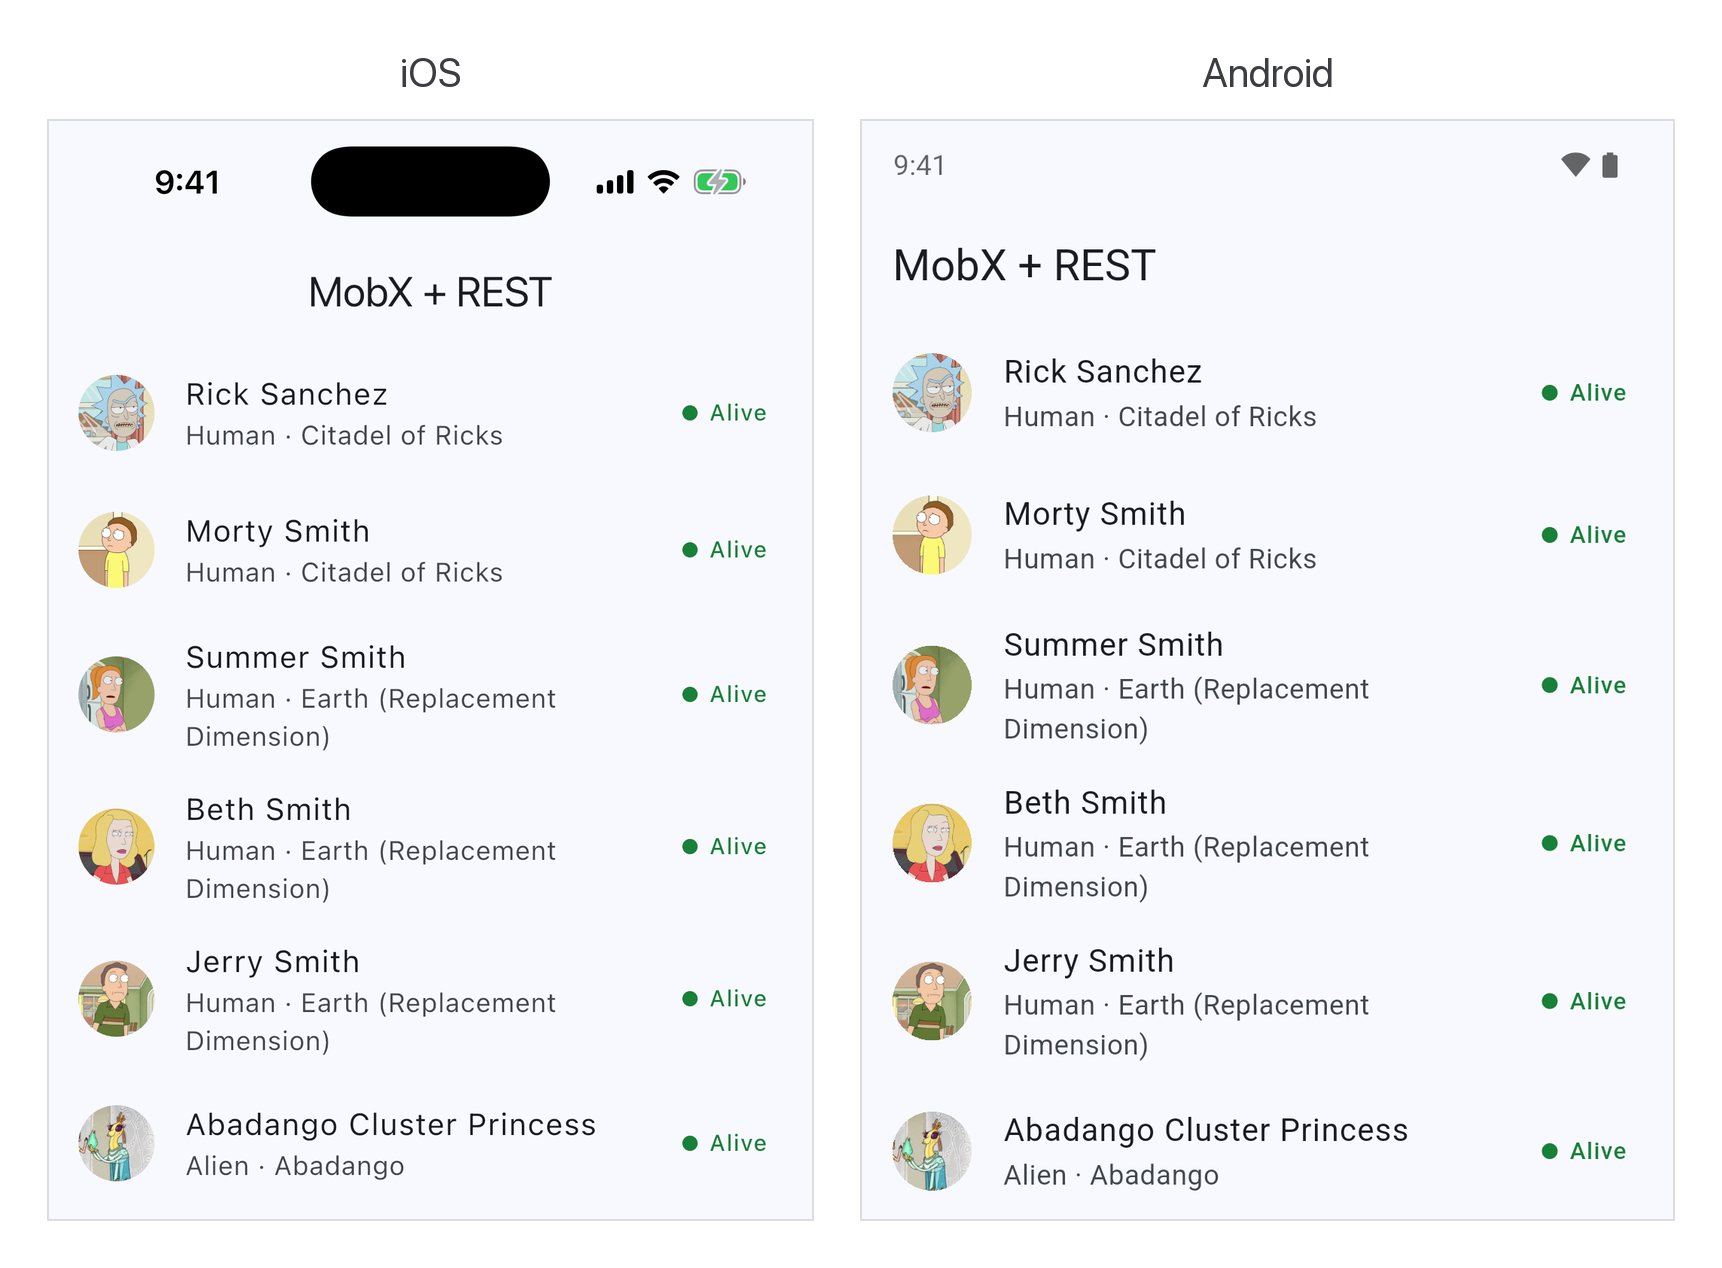 iOS
9:41
MobX + REST
Rick Sanchez
Human · Citadel of Ricks
Alive
Morty Smith
Human · Citadel of Ricks
Alive
Summer Smith
Human · Earth (Replacement
Dimension)
Alive
Beth Smith
Human · Earth (Replacement
Dimension)
Alive
Jerry Smith
Human · Earth (Replacement
Dimension)
Alive
Abadango Cluster Princess
Alien · Abadango
Alive
Android
9:41
MobX + REST
Rick Sanchez
Human · Citadel of Ricks
Alive
Morty Smith
Human · Citadel of Ricks
Alive
Summer Smith
Human · Earth (Replacement
Dimension)
Alive
Beth Smith
Human · Earth (Replacement
Dimension)
Alive
Jerry Smith
Human · Earth (Replacement
Dimension)
Alive
Abadango Cluster Princess
Alien · Abadango
Alive